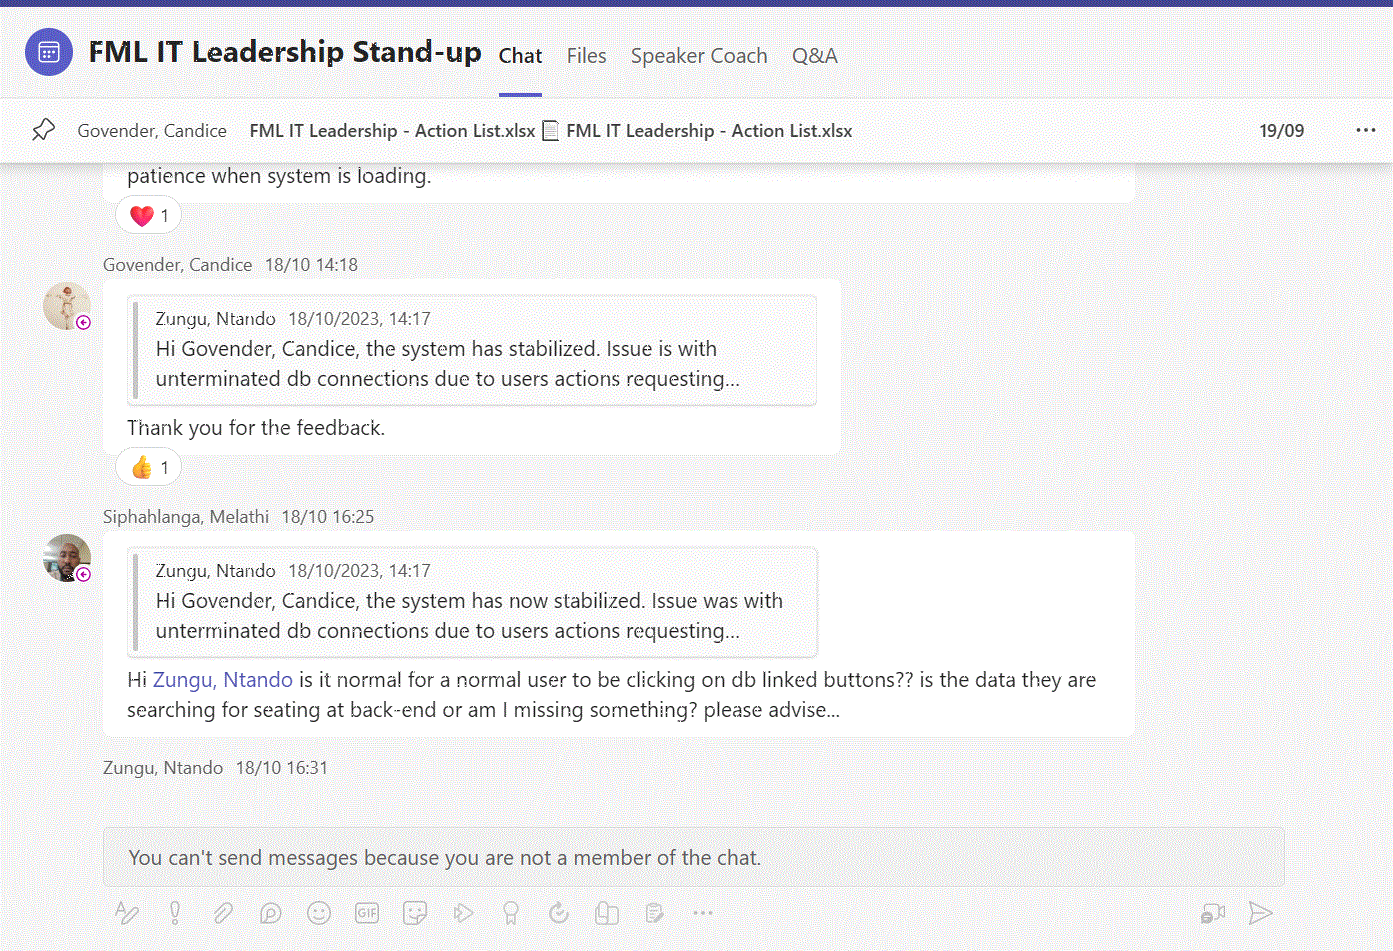 FML IT Leadership Stand-up Chat Files Speaker Coach Q&A
Govender, Candice FML IT Leadership - Action List.xlsx FML IT Leadership - Action List.xlsx 19/09
patience when system is loading.
1
Govender, Candice 18/10 14:18
Zungu, Ntando 18/10/2023, 14:17
Hi Govender, Candice, the system has stabilized. Issue is with
unterminated db connections due to users actions requesting...
Thank you for the feedback.
1
Siphahlanga, Melathi 18/10 16:25
Zungu, Ntando 18/10/2023, 14:17
Hi Govender, Candice, the system has now stabilized. Issue was with
unterminated db connections due to users actions requesting...
Hi Zungu, Ntando is it normal for a normal user to be clicking on db linked buttons?? is the data they are
searching for seating at back-end or am I missing something? please advise...
Zungu, Ntando 18/10 16:31
You can't send messages because you are not a member of the chat.
GIF